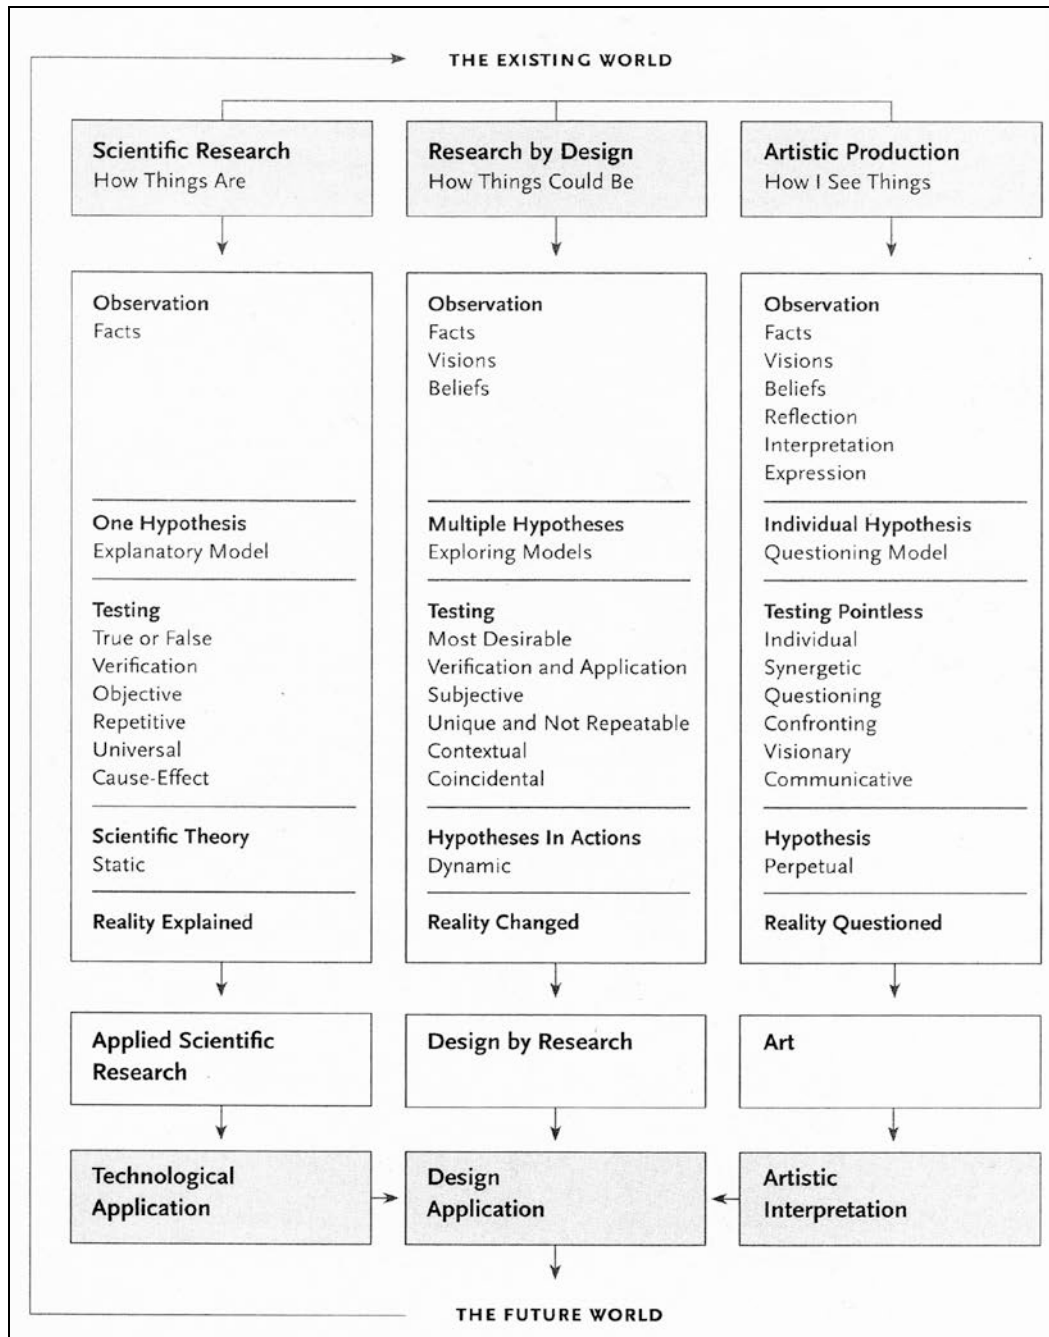 THE EXISTING WORLD
Scientific Research
How Things Are
Research by Design
How Things Could Be
Artistic Production
How I See Things
Observation
Facts
One Hypothesis
Explanatory Model
Testing
True or False
Verification
Objective
Repetitive
Universal
Cause-Effect
Scientific Theory
Static
Reality Explained
Observation
Facts
Visions
Beliefs
Multiple Hypotheses
Exploring Models
Testing
Most Desirable
Verification and Application
Subjective
Unique and Not Repeatable
Contextual
Coincidental
Hypotheses In Actions
Dynamic
Reality Changed
Observation
Facts
Visions
Beliefs
Reflection
Interpretation
Expression
Individual Hypothesis
Questioning Model
Testing Pointless
Individual
Synergetic
Questioning
Confronting
Visionary
Communicative
Hypothesis
Perpetual
Reality Questioned
Applied Scientific
Research
Design by Research
Art
Technological
Application
Design
Application
Artistic
Interpretation
THE FUTURE WORLD